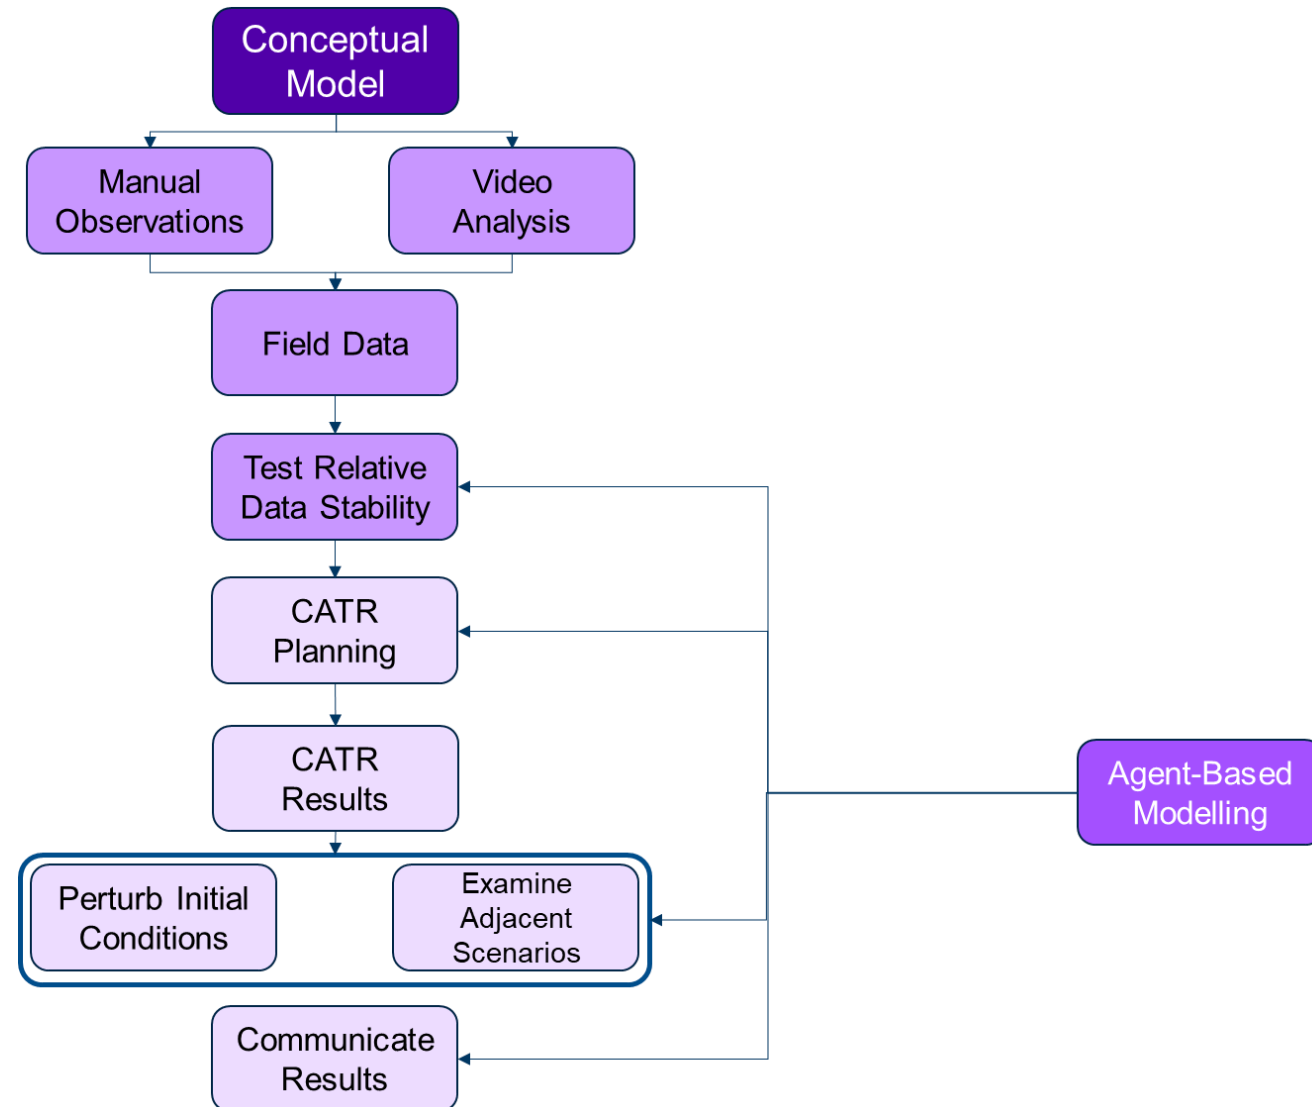 Conceptual
Model
Manual
Observations
Video
Analysis
Field Data
Test Relative
Data Stability
CATR
Planning
CATR
Results
Agent-Based
Modelling
Perturb Initial
Conditions
Examine
Adjacent
Scenarios
Communicate
Results